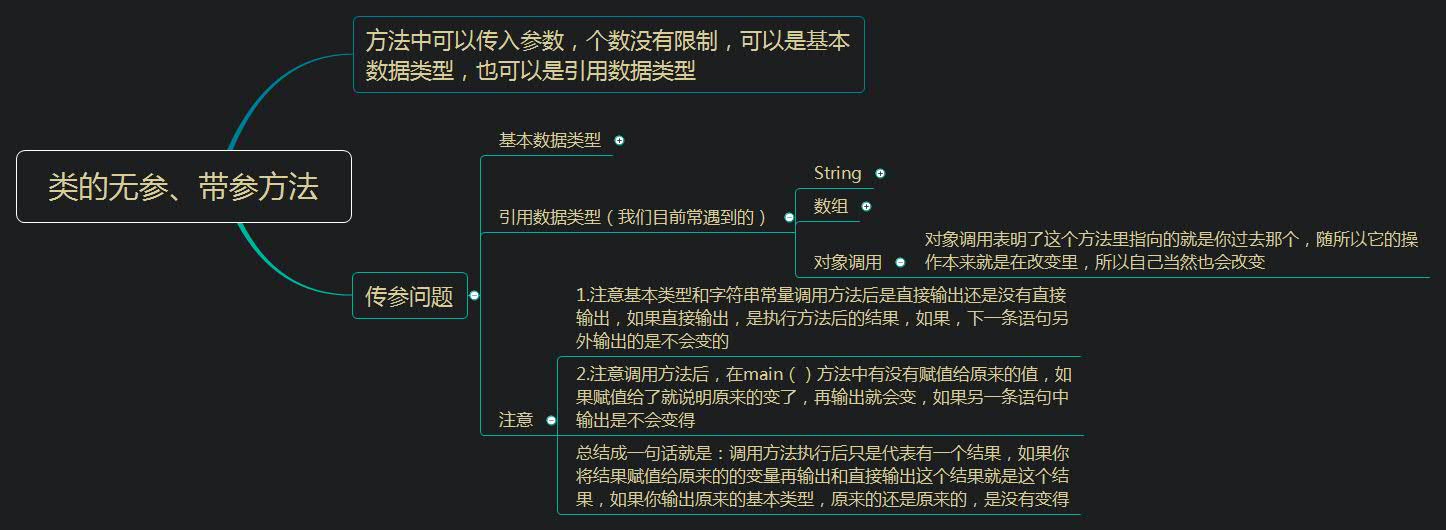 方法中可以传入参数，个数没有限制，可以是基本
数据类型，也可以是引用数据类型
类的无参、带参方法
基本数据类型
String
数组
引用数据类型（我们目前常遇到的）
对象调用表明了这个方法里指向的就是你过去那个，随所以它的操
作本来就是在改变里，所以自己当然也会改变
对象调用
传参问题
1.注意基本类型和字符串常量调用方法后是直接输出还是没有直接
输出，如果直接输出，是执行方法后的结果，如果，下一条语句另
外输出的是不会变的
2.注意调用方法后，在main（）方法中有没有赋值给原来的值，如
果赋值给了就说明原来的变了，再输出就会变，如果另一条语句中
输出是不会变得
注意
总结成一句话就是：调用方法执行后只是代表有一个结果，如果你
将结果赋值给原来的的变量再输出和直接输出这个结果就是这个结
果，如果你输出原来的基本类型，原来的还是原来的，是没有变得